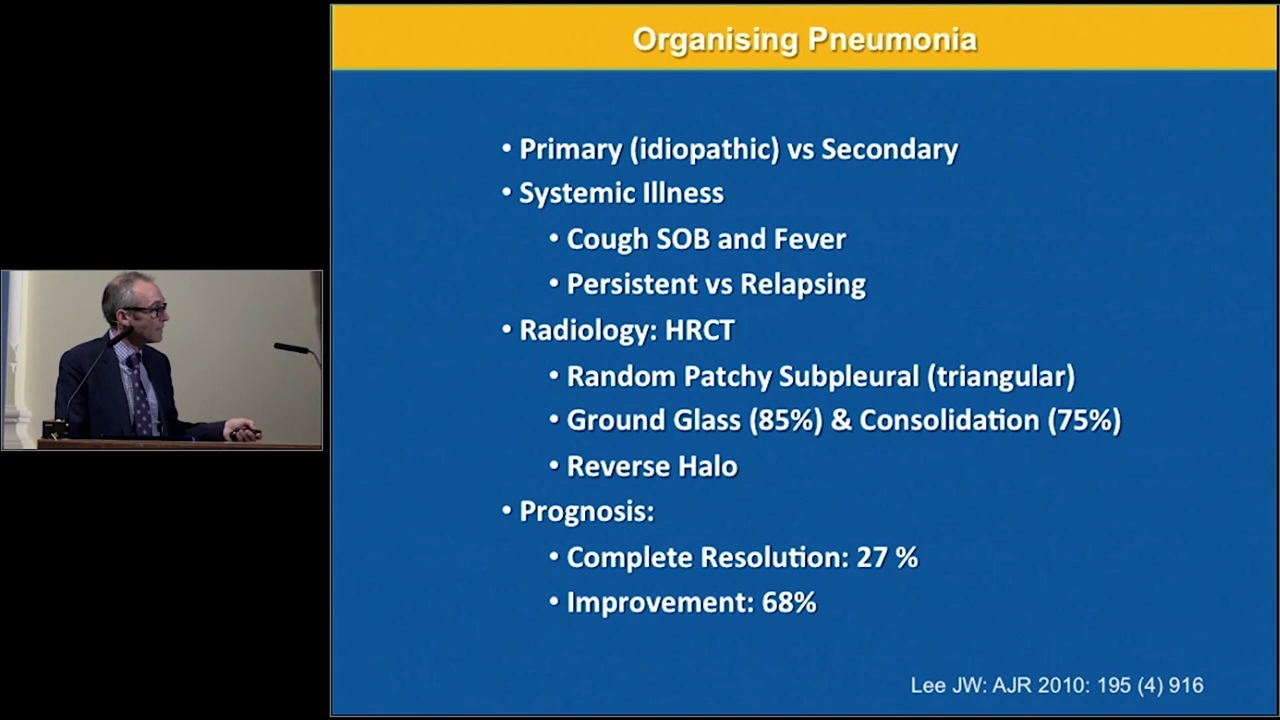 Organising Pneumonia
• Primary (idiopathic) vs Secondary
• Systemic Illness
• Cough SOB and Fever
• Persistent vs Relapsing
• Radiology: HRCT
• Random Patchy Subpleural (triangular)
• Ground Glass (85%) & Consolidation (75%)
• Reverse Halo
• Prognosis:
• Complete Resolution: 27 %
• Improvement: 68%
Lee JW: AJR 2010: 195 (4) 916